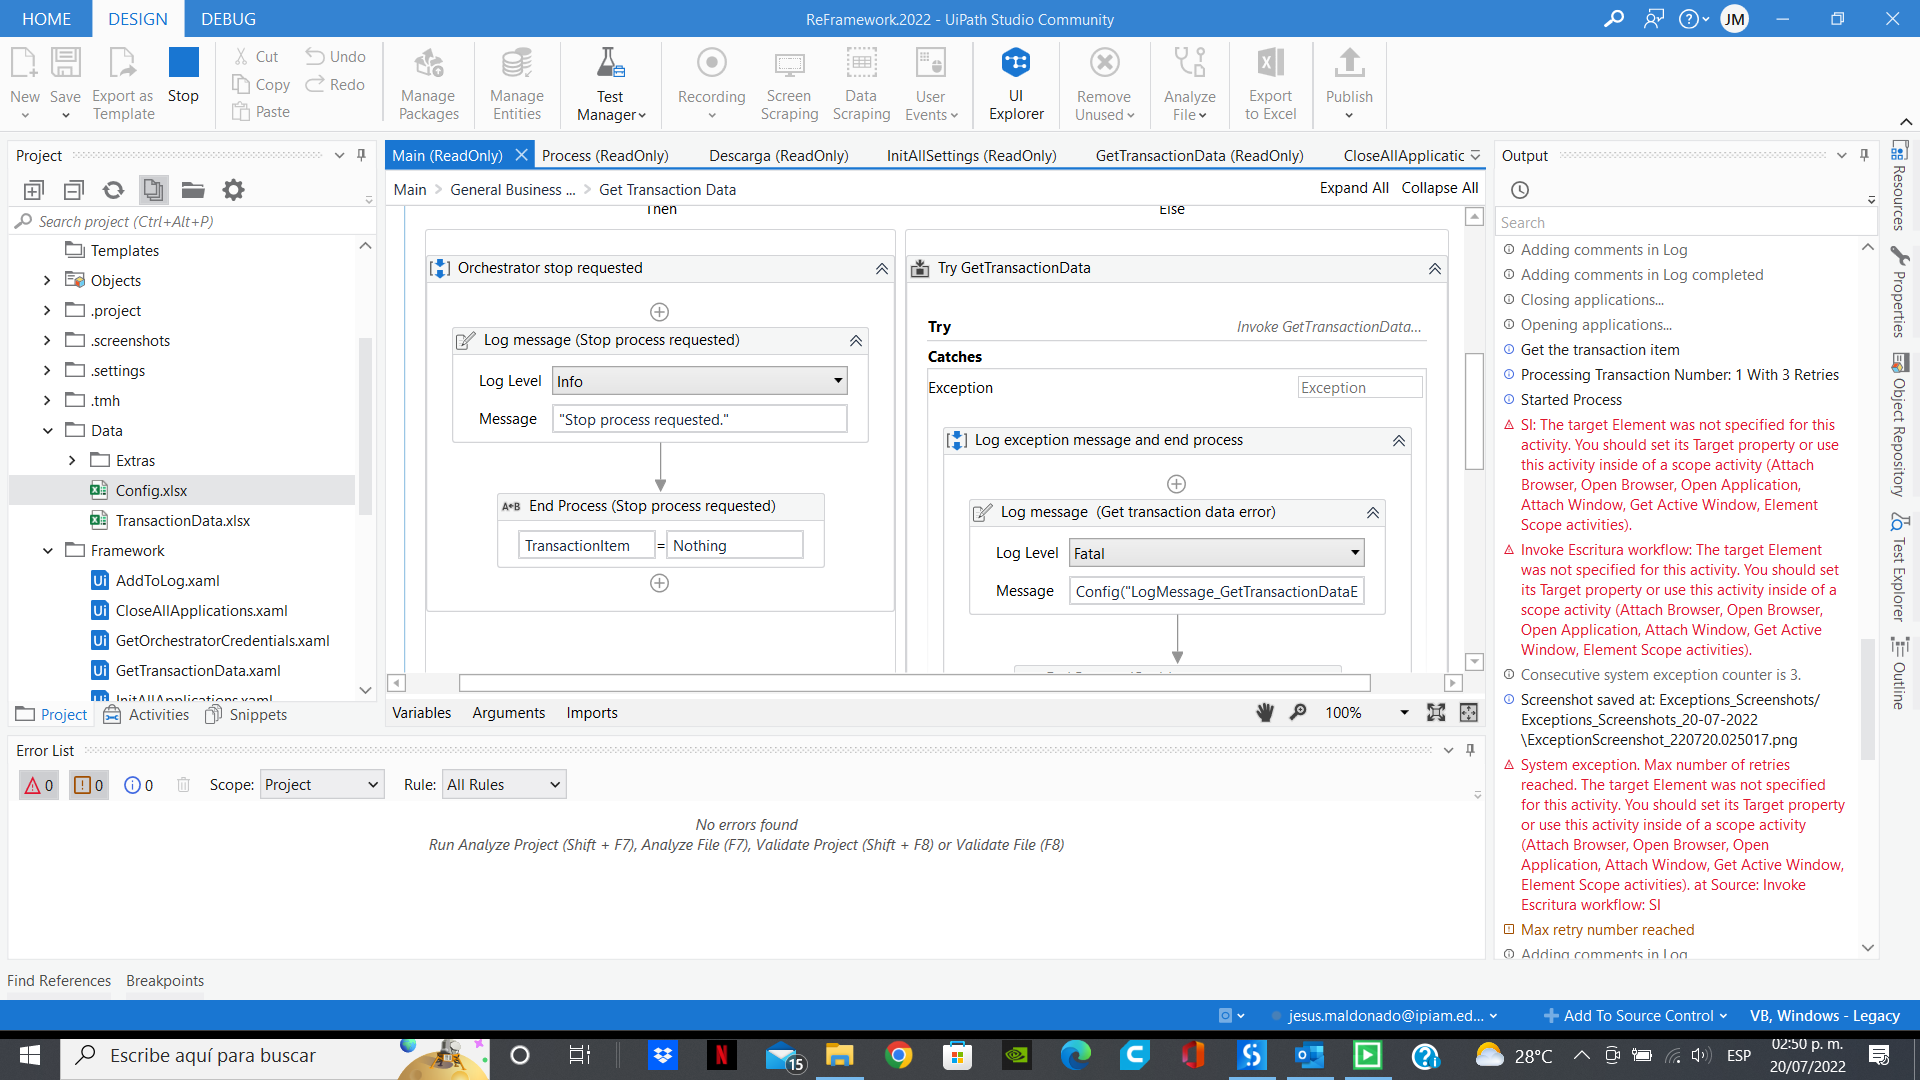 HOME
DESIGN
DEBUG
ReFramework.2022 - UiPath Studio Community
JM
New
Save
Export as
Template
Stop
Cut
Copy
Paste
Undo
Redo
Manage
Packages
Manage
Entities
Test
Manager
Recording
Screen
Scraping
Data
Scraping
User
Events
UI
Explorer
Remove
Unused
Analyze
File
Export
to Excel
Publish
Project
Search project (Ctrl+Alt+P)
Templates
Objects
.project
.screenshots
.settings
.tmh
Data
Extras
Config.xlsx
TransactionData.xlsx
Framework
AddToLog.xaml
CloseAllApplications.xaml
GetOrchestratorCredentials.xaml
GetTransactionData.xaml
InitAllApplications.xaml
Project
Activities
Snippets
Main (ReadOnly)
Process (ReadOnly)
Descarga (ReadOnly)
InitAllSettings (ReadOnly)
GetTransactionData (ReadOnly)
CloseAllApplicatic
Main > General Business ... > Get Transaction Data
Expand All
Collapse All
Then
Else
Orchestrator stop requested
Log message (Stop process requested)
Log Level
Info
Message
"Stop process requested."
End Process (Stop process requested)
A+B
TransactionItem
=
Nothing
Try GetTransactionData
Try
Invoke GetTransactionData...
Catches
Exception
Exception
Log exception message and end process
Log message (Get transaction data error)
Log Level
Fatal
Message
Config("LogMessage_GetTransactionDataE
Variables
Arguments
Imports
100%
Error List
0
0
0
Scope:
Project
Rule:
All Rules
No errors found
Run Analyze Project (Shift + F7), Analyze File (F7), Validate Project (Shift + F8) or Validate File (F8)
Find References
Breakpoints
Output
Search
Adding comments in Log
Adding comments in Log completed
Closing applications...
Opening applications...
Get the transaction item
Processing Transaction Number: 1 With 3 Retries
Started Process
SI: The target Element was not specified for this
activity. You should set its Target property or use
this activity inside of a scope activity (Attach
Browser, Open Browser, Open Application,
Attach Window, Get Active Window, Element
Scope activities).
Invoke Escritura workflow: The target Element
was not specified for this activity. You should set
its Target property or use this activity inside of a
scope activity (Attach Browser, Open Browser,
Open Application, Attach Window, Get Active
Window, Element Scope activities).
Consecutive system exception counter is 3.
Screenshot saved at: Exceptions_Screenshots/
Exceptions_Screenshots_20-07-2022
\ExceptionScreenshot_220720.025017.png
System exception. Max number of retries
reached. The target Element was not specified
for this activity. You should set its Target property
or use this activity inside of a scope activity
(Attach Browser, Open Browser, Open
Application, Attach Window, Get Active Window,
Element Scope activities). at Source: Invoke
Escritura workflow: SI
Max retry number reached
Adding comments in Log
Resources
Properties
Object Repository
Test Explorer
Outline
jesus.maldonado@ipiam.ed...
Add To Source Control
VB, Windows - Legacy
Escribe aquí para buscar
15
28°C
ESP
02:50 p. m.
20/07/2022